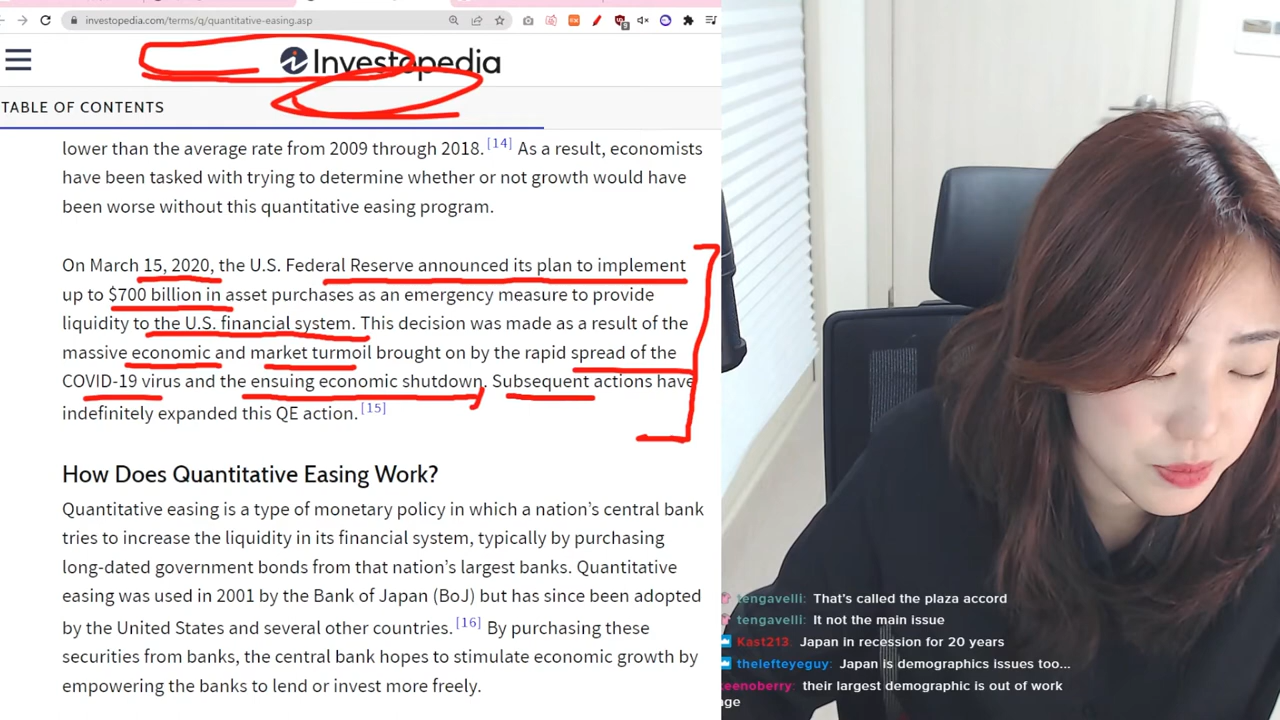 investopedia.com/terms/q/quantitative-easing.asp
Investopedia
TABLE OF CONTENTS
lower than the average rate from 2009 through 2018. [14] As a result, economists
have been tasked with trying to determine whether or not growth would have
been worse without this quantitative easing program.
On March 15, 2020, the U.S. Federal Reserve announced its plan to implement
up to $700 billion in asset purchases as an emergency measure to provide
liquidity to the U.S. financial system. This decision was made as a result of the
massive economic and market turmoil brought on by the rapid spread of the
COVID-19 virus and the ensuing economic shutdown. Subsequent actions have
indefinitely expanded this QE action. [15]
How Does Quantitative Easing Work?
Quantitative easing is a type of monetary policy in which a nation’s central bank
tries to increase the liquidity in its financial system, typically by purchasing
long-dated government bonds from that nation’s largest banks. Quantitative
easing was used in 2001 by the Bank of Japan (BoJ) but has since been adopted
by the United States and several other countries. [16] By purchasing these
securities from banks, the central bank hopes to stimulate economic growth by
empowering the banks to lend or invest more freely.
tengavelli: That's called the plaza accord
tengavelli: It not the main issue
Kast213: Japan in recession for 20 years
thelefteyeguy: Japan is demographics issues too...
keenoberry: their largest demographic is out of work
age